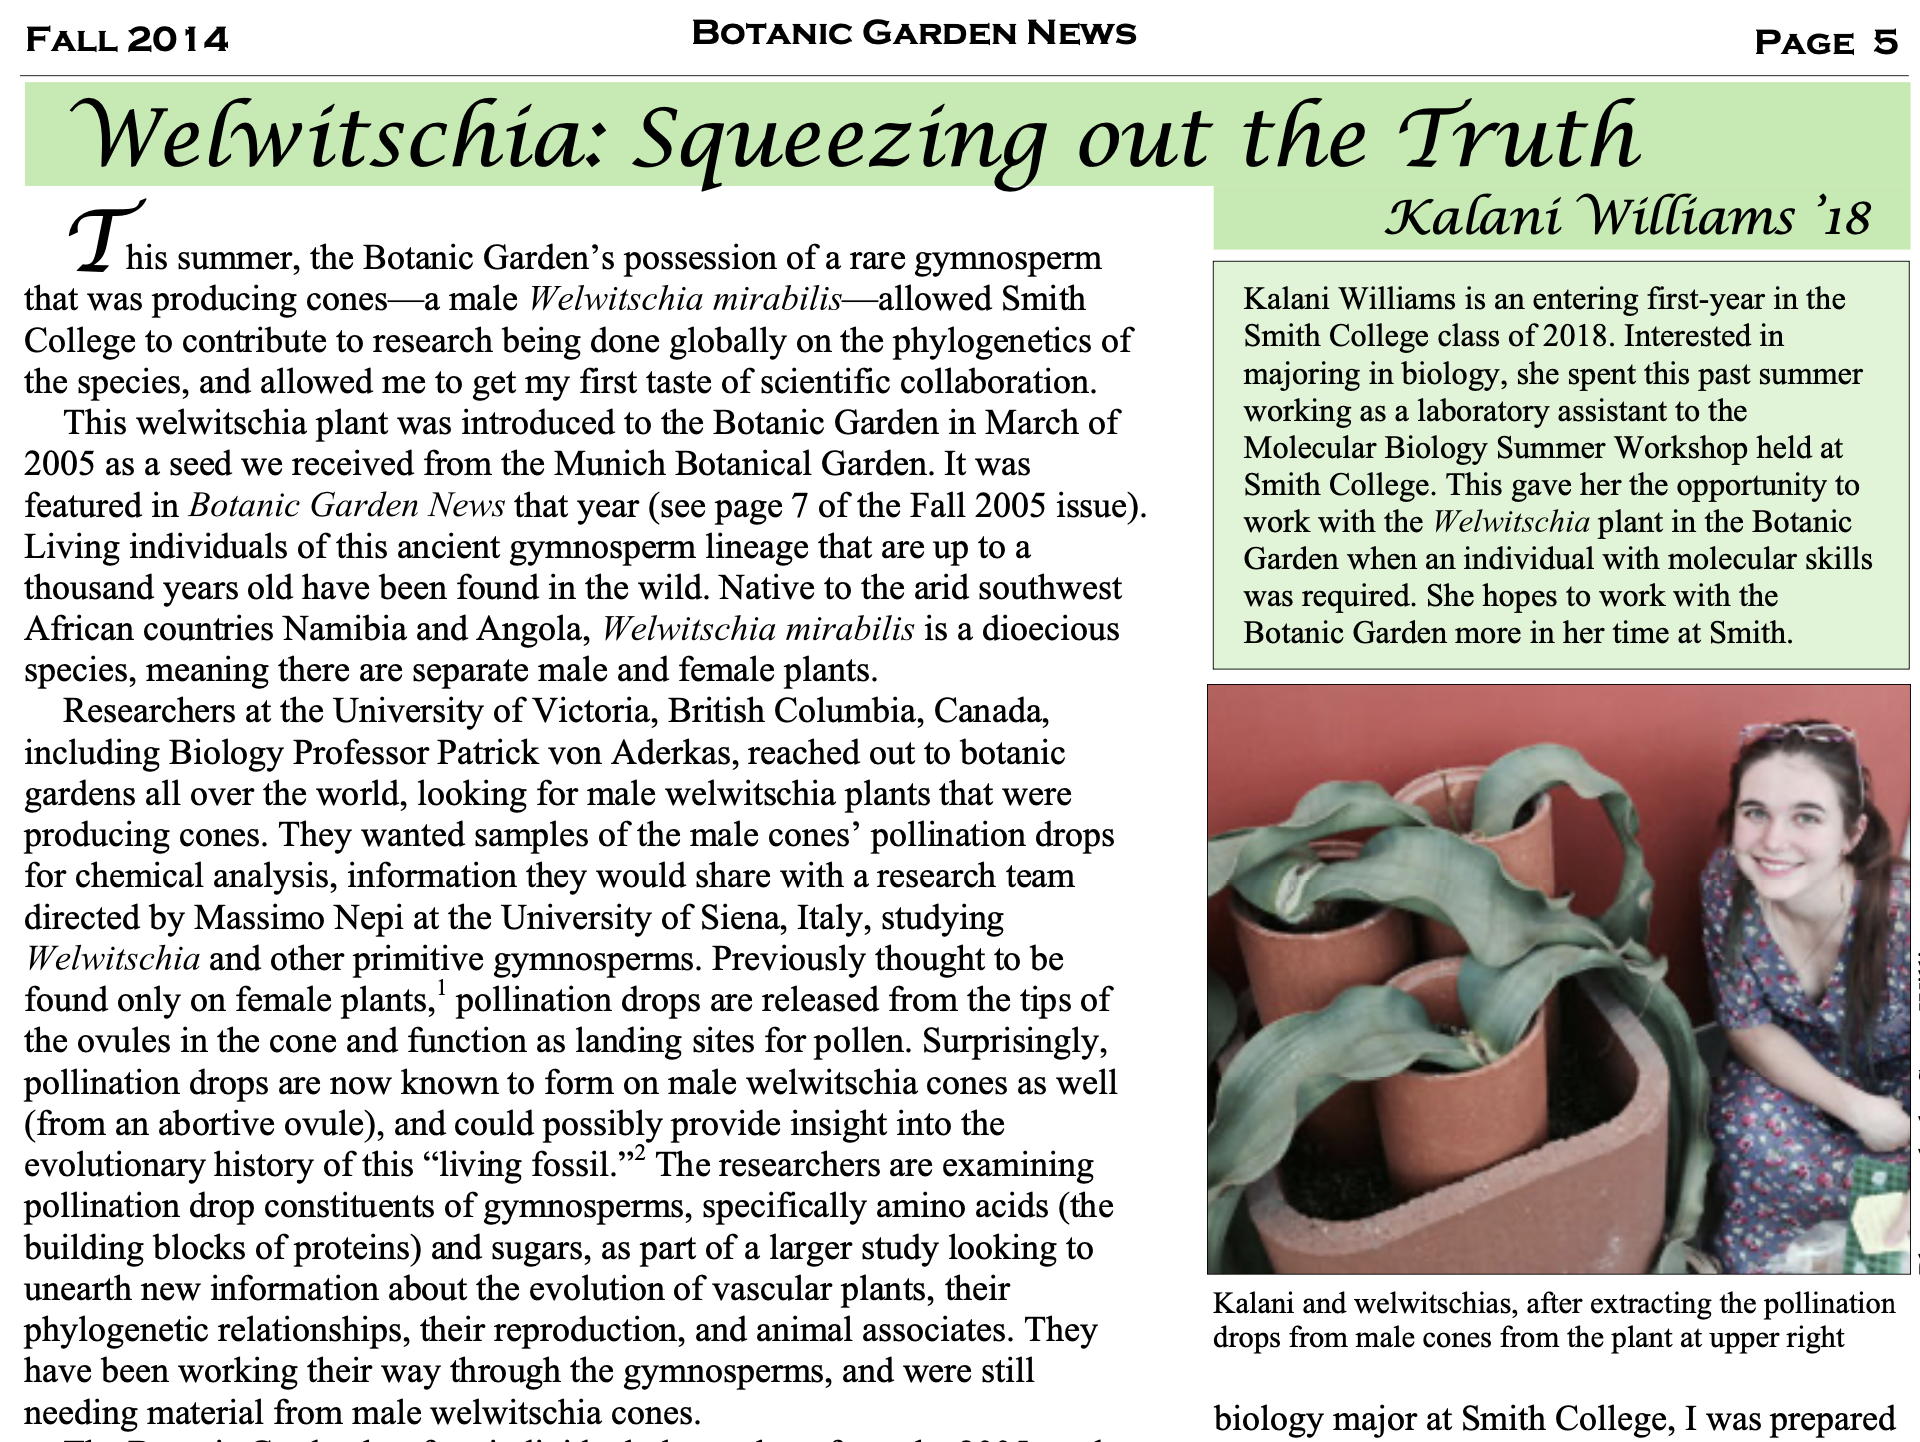 FALL 2014
BOTANIC GARDEN NEWS
PAGE 5
Welwitschia: Squeezing out the Truth
Kalani Williams ’18
This summer, the Botanic Garden’s possession of a rare gymnosperm
that was producing cones—a male Welwitschia mirabilis—allowed Smith
College to contribute to research being done globally on the phylogenetics of
the species, and allowed me to get my first taste of scientific collaboration.
This welwitschia plant was introduced to the Botanic Garden in March of
2005 as a seed we received from the Munich Botanical Garden. It was
featured in Botanic Garden News that year (see page 7 of the Fall 2005 issue).
Living individuals of this ancient gymnosperm lineage that are up to a
thousand years old have been found in the wild. Native to the arid southwest
African countries Namibia and Angola, Welwitschia mirabilis is a dioecious
species, meaning there are separate male and female plants.
Researchers at the University of Victoria, British Columbia, Canada,
including Biology Professor Patrick von Aderkas, reached out to botanic
gardens all over the world, looking for male welwitschia plants that were
producing cones. They wanted samples of the male cones’ pollination drops
for chemical analysis, information they would share with a research team
directed by Massimo Nepi at the University of Siena, Italy, studying
Welwitschia and other primitive gymnosperms. Previously thought to be
found only on female plants,1 pollination drops are released from the tips of
the ovules in the cone and function as landing sites for pollen. Surprisingly,
pollination drops are now known to form on male welwitschia cones as well
(from an abortive ovule), and could possibly provide insight into the
evolutionary history of this “living fossil.”2 The researchers are examining
pollination drop constituents of gymnosperms, specifically amino acids (the
building blocks of proteins) and sugars, as part of a larger study looking to
unearth new information about the evolution of vascular plants, their
phylogenetic relationships, their reproduction, and animal associates. They
have been working their way through the gymnosperms, and were still
needing material from male welwitschia cones.
Kalani Williams is an entering first-year in the
Smith College class of 2018. Interested in
majoring in biology, she spent this past summer
working as a laboratory assistant to the
Molecular Biology Summer Workshop held at
Smith College. This gave her the opportunity to
work with the Welwitschia plant in the Botanic
Garden when an individual with molecular skills
was required. She hopes to work with the
Botanic Garden more in her time at Smith.
Kalani and welwitschias, after extracting the pollination
drops from male cones from the plant at upper right
biology major at Smith College, I was prepared